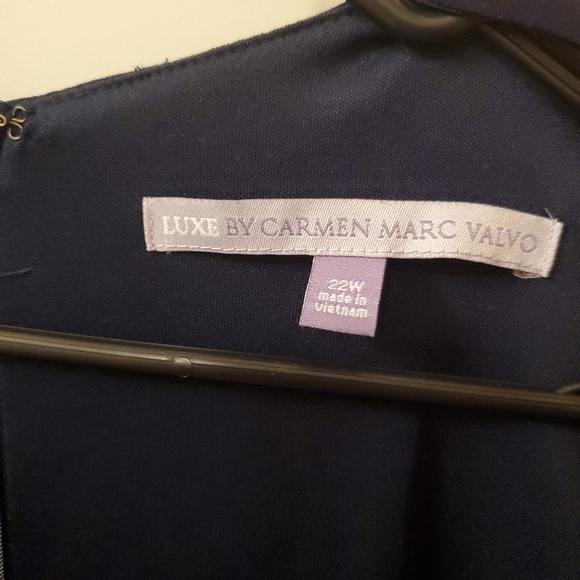 LUXE BY CARMEN MARC VALVO
22W
made in
vietnam